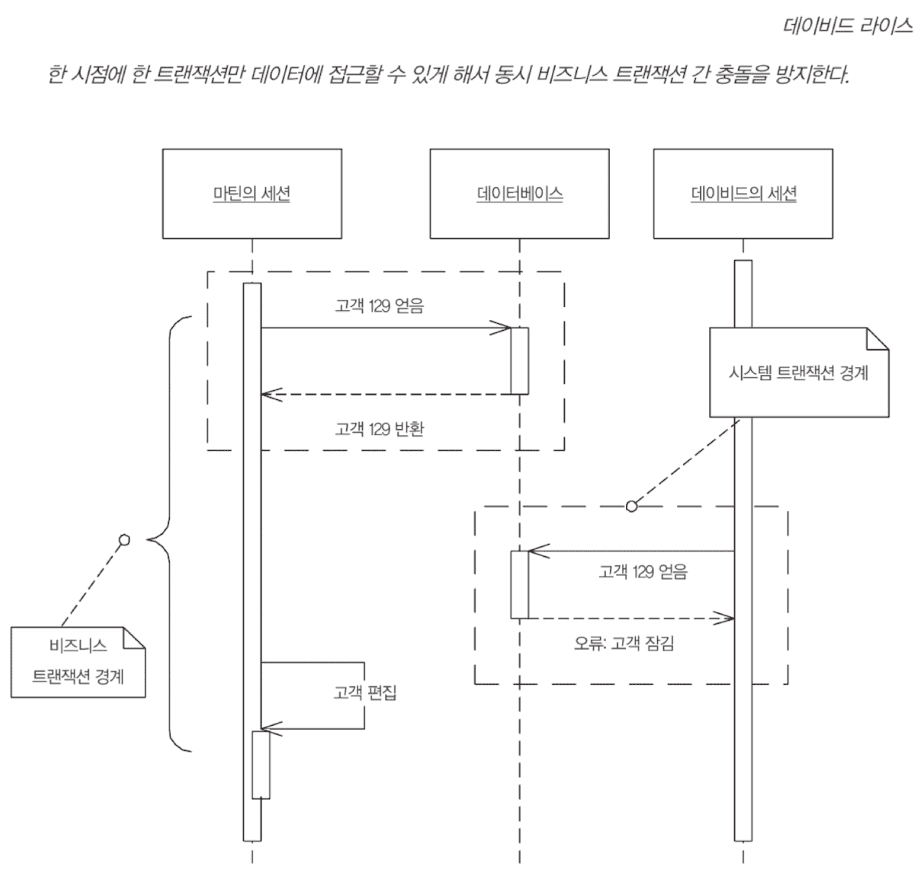 데이비드 라이스
한 시점에 한 트랜잭션만 데이터에 접근할 수 있게 해서 동시 비즈니스 트랜잭션 간 충돌을 방지한다.
마틴의 세션
데이터베이스
데이비드의 세션
고객 129 얻음
시스템 트랜잭션 경계
고객 129 반환
고객 129 얻음
오류: 고객 잠김
비즈니스
트랜잭션 경계
고객 편집